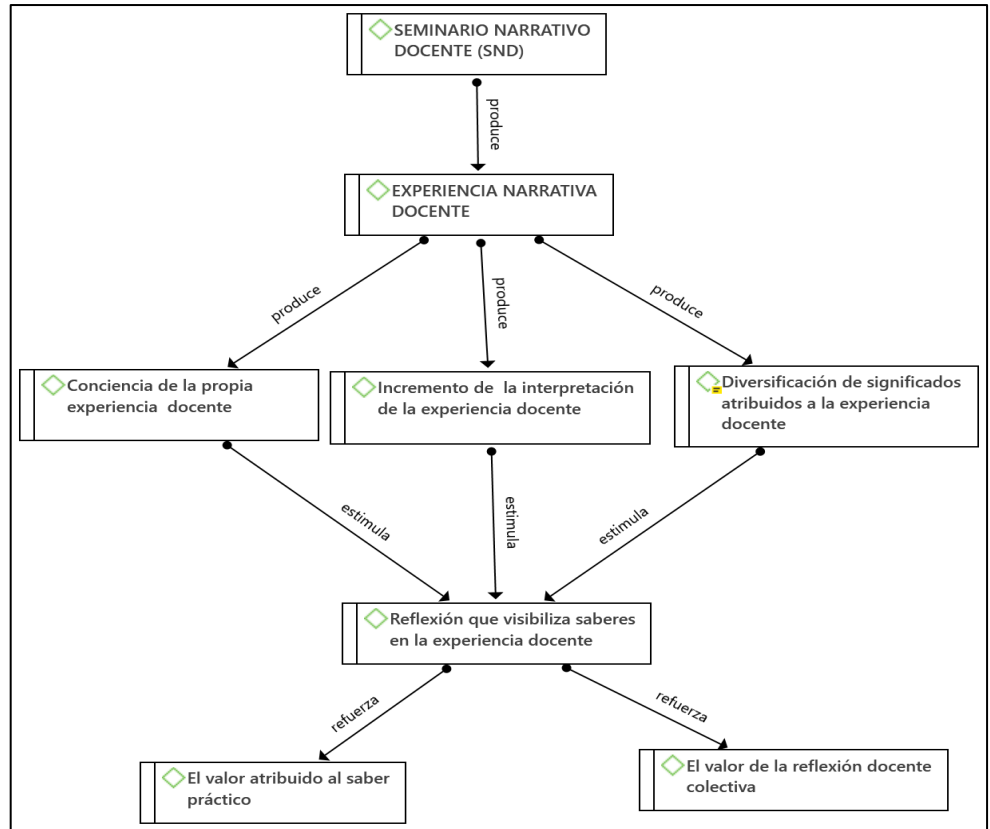 SEMINARIO NARRATIVO
DOCENTE (SND)
produce
EXPERIENCIA NARRATIVA
DOCENTE
produce
produce
produce
Conciencia de la propia
experiencia docente
Incremento de la interpretación
de la experiencia docente
Diversificación de significados
atribuidos a la experiencia
docente
estimula
estimula
estimula
Reflexión que visibiliza saberes
en la experiencia docente
refuerza
refuerza
El valor atribuido al saber
práctico
El valor de la reflexión docente
colectiva